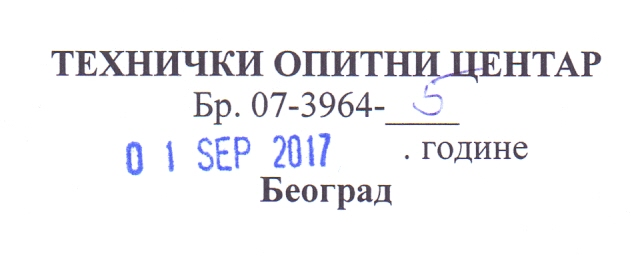 ТЕХНИЧКИ ОПИТНИ ЦЕНТАР
Бр. 07-3964-5
01 SEP 2017 . године
Београд